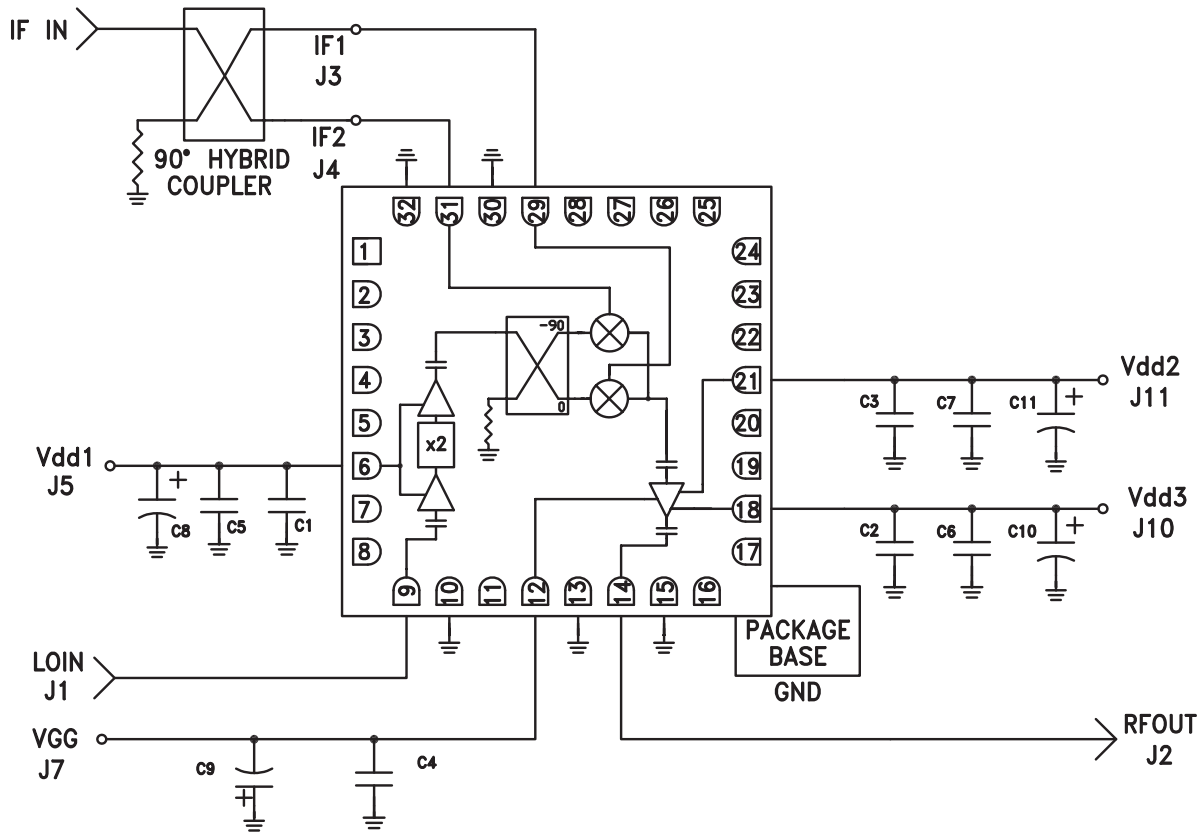 IF IN
IF1
J3
IF2
J4
90° HYBRID
COUPLER
32
31
30
29
28
27
26
25
1
2
3
4
5
6
7
8
24
23
22
21
20
19
18
17
-90
0
x2
Vdd1
J5
C8
C5
C1
Vdd2
J11
C3
C7
C11
+
Vdd3
J10
C2
C6
C10
+
+
9
10
11
12
13
14
15
16
PACKAGE
BASE
GND
LOIN
J1
VGG
J7
C9
+
C4
RFOUT
J2